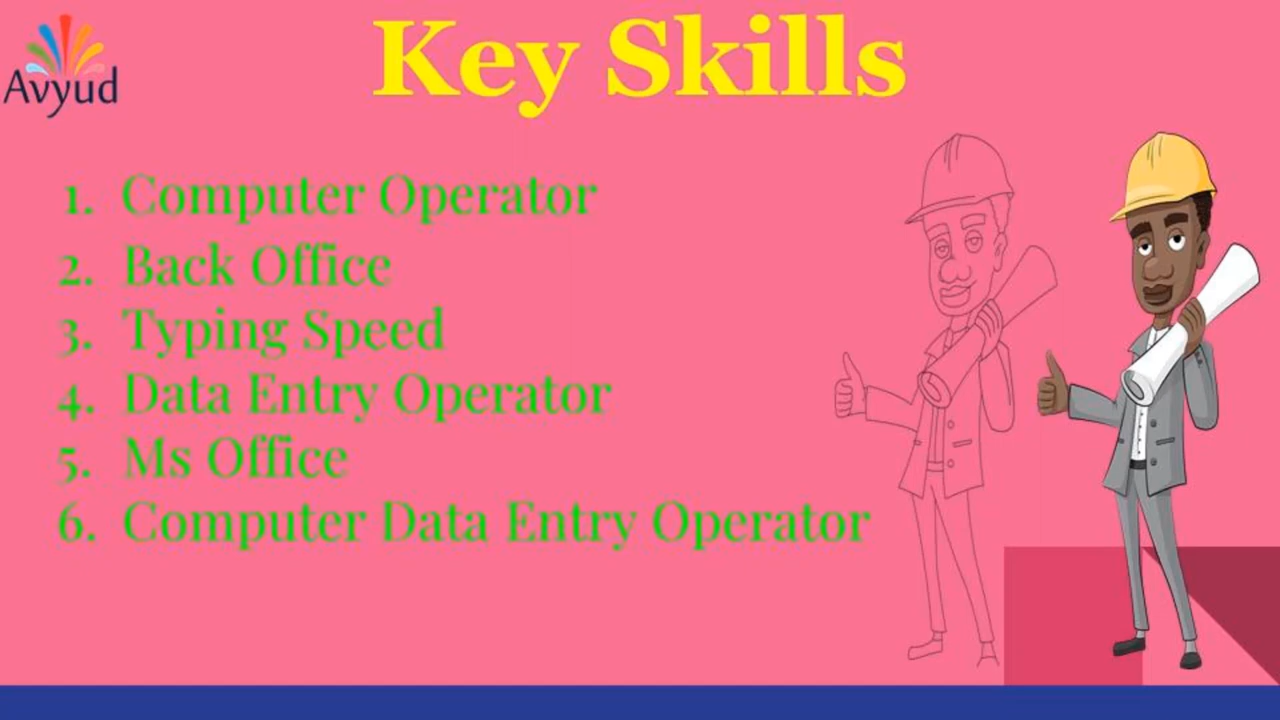 Avyud
Key Skills
1. Computer Operator
2. Back Office
3. Typing Speed
4. Data Entry Operator
5. Ms Office
6. Computer Data Entry Operator